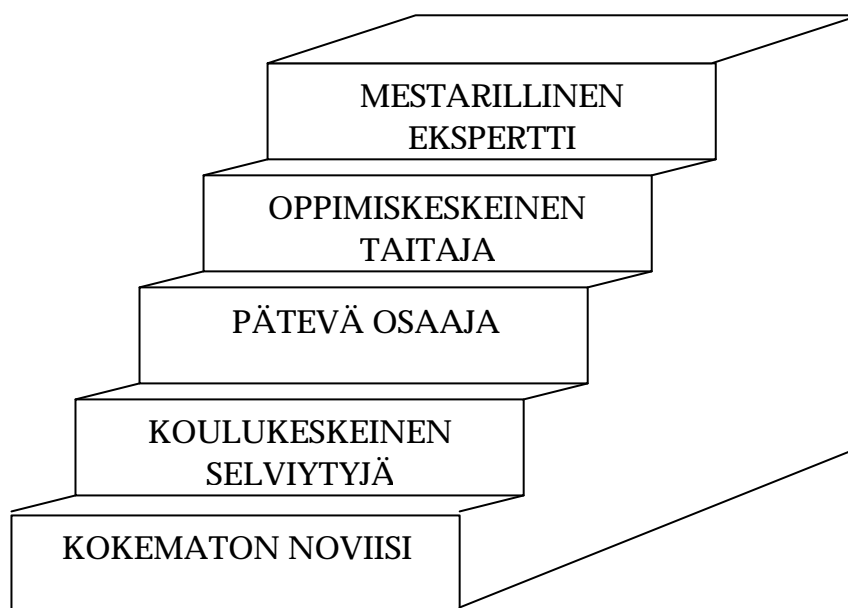 MESTARILLINEN
EKSPERTTI
OPPIMISKESKEINEN
TAITAJA
PÄTEVÄ OSAAJA
KOULUKESKEINEN
SELVIYTYJÄ
KOKEMATON NOVIISI